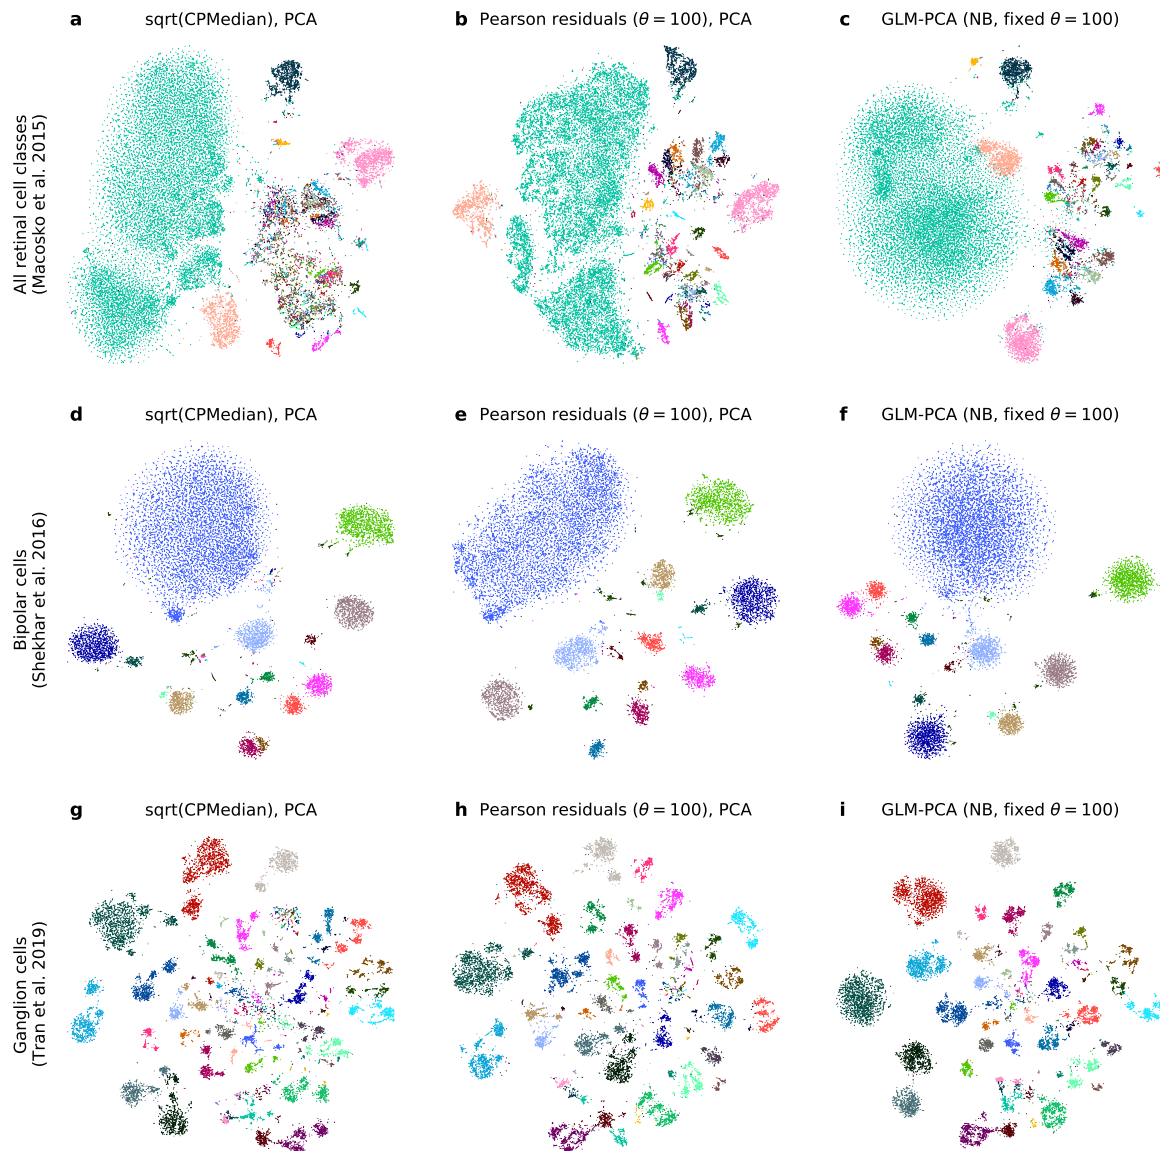 a sqrt(CPMedian), PCA
b Pearson residuals (θ = 100), PCA
c GLM-PCA (NB, fixed θ = 100)
All retinal cell classes
(Macosko et al. 2015)
d sqrt(CPMedian), PCA
e Pearson residuals (θ = 100), PCA
f GLM-PCA (NB, fixed θ = 100)
Bipolar cells
(Shekhar et al. 2016)
g sqrt(CPMedian), PCA
h Pearson residuals (θ = 100), PCA
i GLM-PCA (NB, fixed θ = 100)
Ganglion cells
(Tran et al. 2019)